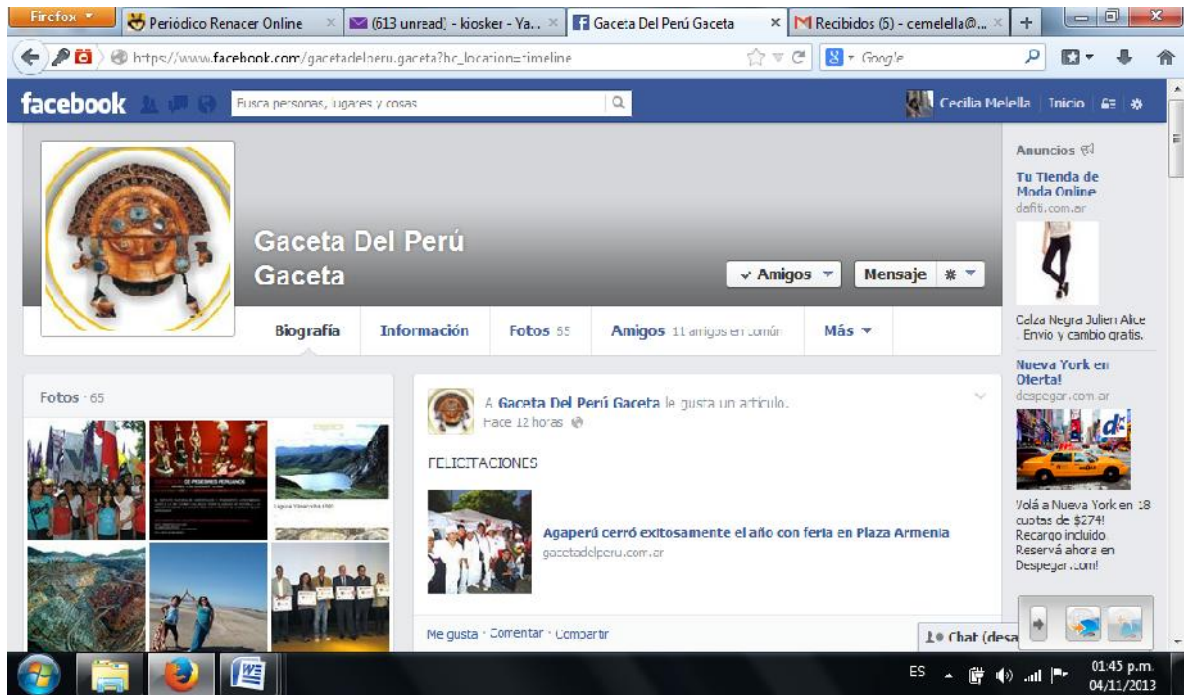 Firefox
Periódico Renacer Online
(613 unread) - kiosker - Ya...
Gaceta Del Perú Gaceta
Recibidos (5) - cemelella@...
https://www.facebook.com/gacetadelperu.gaceta?hc_location=timeline
Google
facebook
Busca personas, lugares y cosas
Cecilia Melella
Inicio
Gaceta Del Perú
Gaceta
Amigos
Mensaje
Biografía
Información
Fotos 65
Amigos 11 amigos en común
Más
Fotos · 65
A Gaceta Del Perú Gaceta le gusta un artículo.
Hace 12 horas
FELICITACIONES
Agaperú cerró exitosamente el año con feria en Plaza Armenia
gacetadelperu.com.ar
Me gusta · Comentar · Compartir
Anuncios
Tu Tienda de
Moda Online
dafiti.com.ar
Calza Negra Julien Alice
. Envío y cambio gratis.
Nueva York en
Oferta!
despegar.com.ar
Volá a Nueva York en 18
cuotas de $274!
Recargo incluido.
Reservá ahora en
Despegar.com!
Chat (desa
ES
01:45 p.m.
04/11/2013